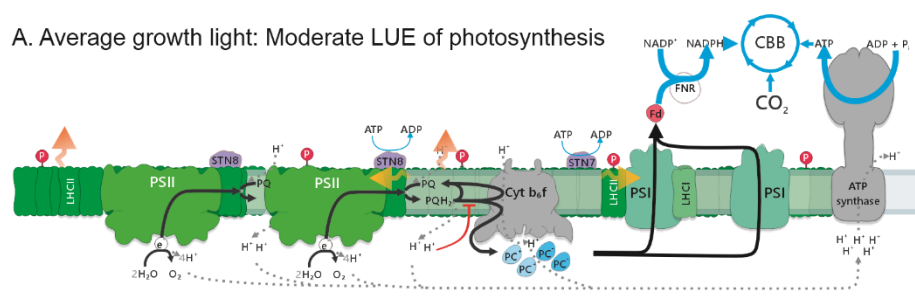 A. Average growth light: Moderate LUE of photosynthesis
NADP⁺ NADPH CBB ATP ADP + Pᵢ
FNR
CO₂
Fd
ATP ADP ATP ADP
P P P P P
STN8 H⁺ STN8 H⁺ H⁺ STN7 H⁺
LHCII PSII PQ PSII PQ Cyt b₆f LHCII PSI LHCI PSI ATP
PQH₂ synthase
e⁻ H⁺ H⁺ e⁻ H⁺ H⁺ H⁺ H⁺ H⁺ H⁻
4H⁺ 4H⁺ PC⁻ PC⁻ PC⁻ H⁺ H⁺
2H₂O O₂ 2H₂O O₂ PC